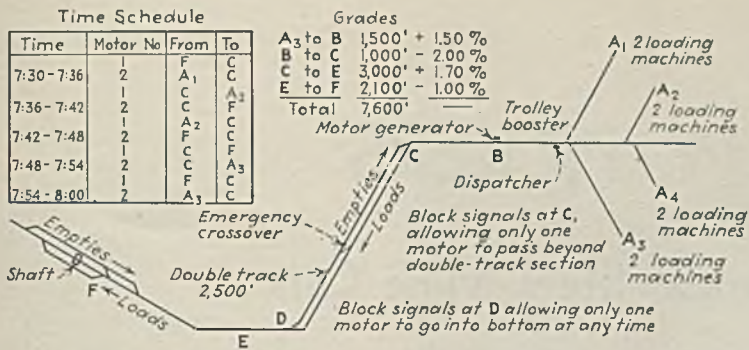 Time Schedule
Time Motor No From To
1 F C
7:30-7:36 2 A₁ C
1 C A₂
7:36-7:42 2 C F
1 A₂ C
7:42-7:48 2 F C
1 C F
7:48-7:54 2 C A₃
1 F C
7:54-8:00 2 A₃ C
Grades
A₃ to B 1,500' + 1.50 %
B to C 1,000' - 2.00 %
C to E 3,000' + 1.70 %
E to F 2,100' - 1.00 %
Total 7,600' —
Motor generator
Trolley
booster
A₁ 2 loading
machines
A₂
2 loading
machines
C
B
Dispatcher
A₄
2 loading
machines
A₃
2 loading
machines
Empties
Loads
Emergency
crossover
Block signals at C,
allowing only one
motor to pass beyond
double-track section
Empties
Shaft
F
Loads
Double track
2,500'
D
E
Block signals at D allowing only one
motor to go into bottom at any time